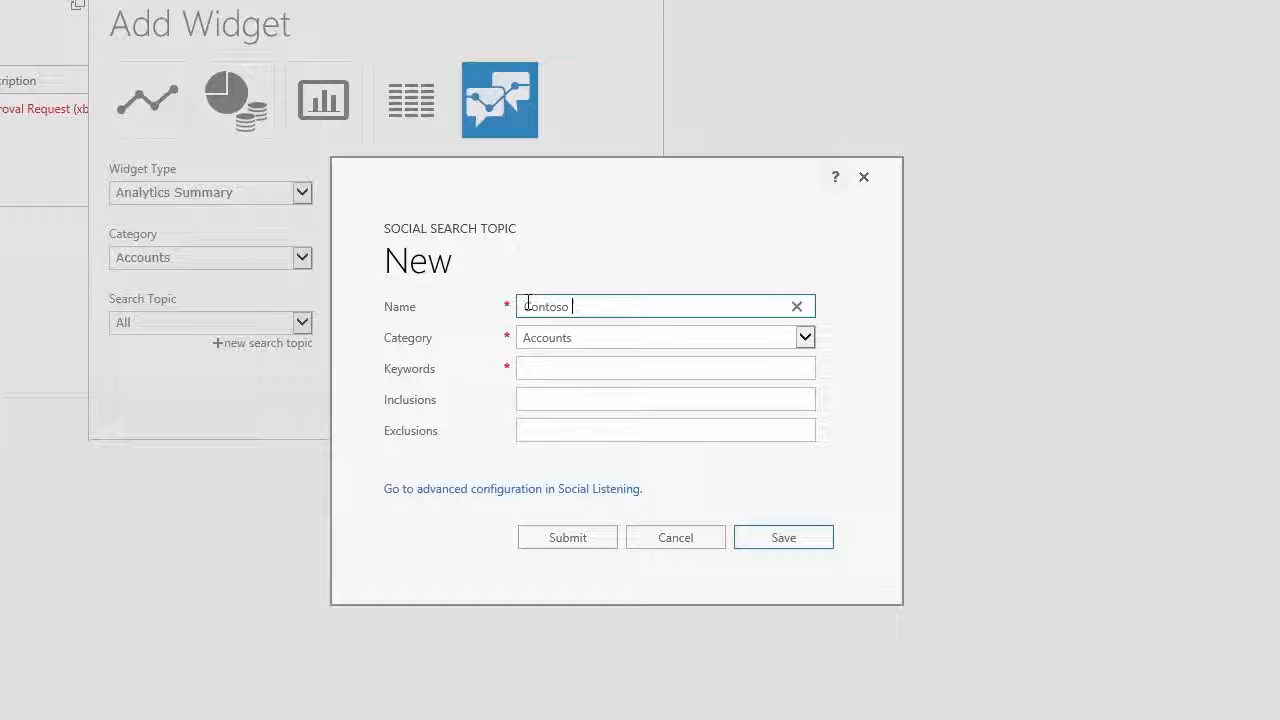 Add Widget
cription
roval Request (xb
Widget Type
Analytics Summary
Category
Accounts
Search Topic
All
+new search topic
?
SOCIAL SEARCH TOPIC
New
Name * Contoso
Category * Accounts
Keywords *
Inclusions
Exclusions
Go to advanced configuration in Social Listening.
Submit Cancel Save